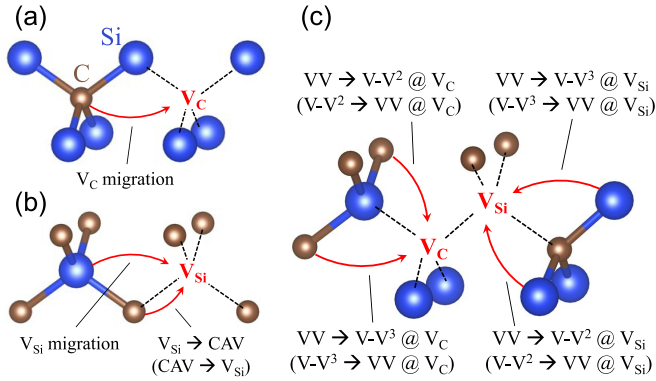 (a)
Si
C
V_C
V_C migration
(b)
V_Si
V_Si migration
V_Si → CAV
(CAV → V_Si)
(c)
VV → V-V² @ V_C
(V-V² → VV @ V_C)
VV → V-V³ @ V_Si
(V-V³ → VV @ V_Si)
V_Si
V_C
VV → V-V³ @ V_C
(V-V³ → VV @ V_C)
VV → V-V² @ V_Si
(V-V² → VV @ V_Si)